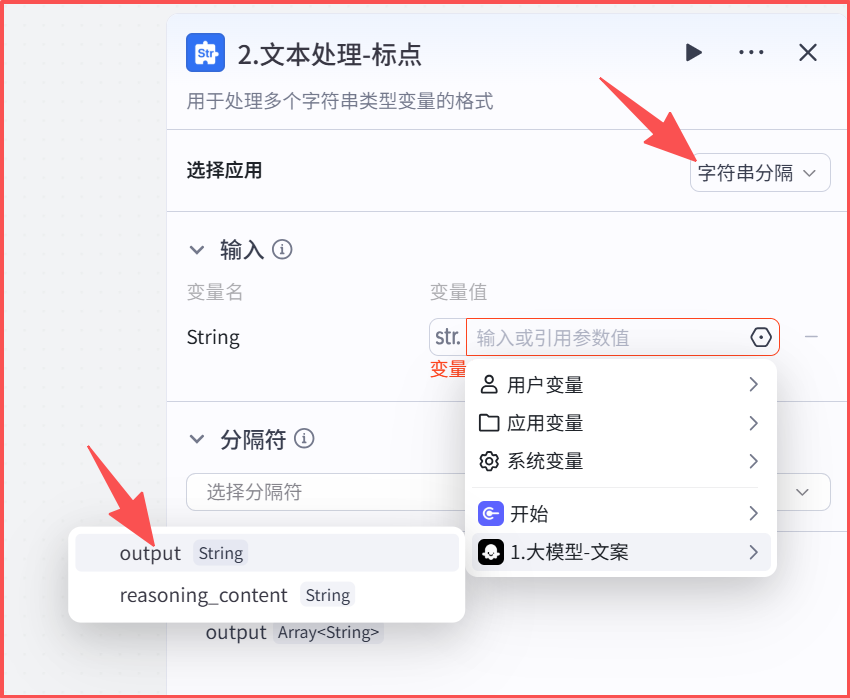 Str
2.文本处理-标点
用于处理多个字符串类型变量的格式
选择应用
字符串分隔
输入
变量名
变量值
String
str.
输入或引用参数值
变量
用户变量
应用变量
系统变量
开始
1.大模型-文案
分隔符
选择分隔符
output String
reasoning_content String
output Array<String>